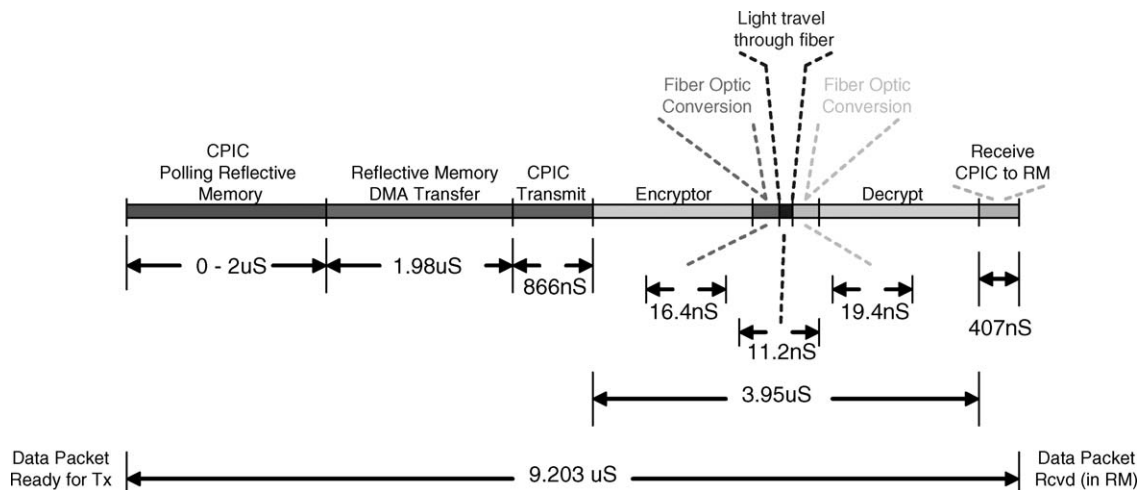 Light travel
through fiber
Fiber Optic
Conversion
Fiber Optic
Conversion
CPIC
Polling Reflective
Memory
Reflective Memory
DMA Transfer
CPIC
Transmit
Encryptor
Decrypt
Receive
CPIC to RM
0 - 2uS
1.98uS
866nS
16.4nS
11.2nS
19.4nS
407nS
3.95uS
Data Packet
Ready for Tx
9.203 uS
Data Packet
Rcvd (in RM)